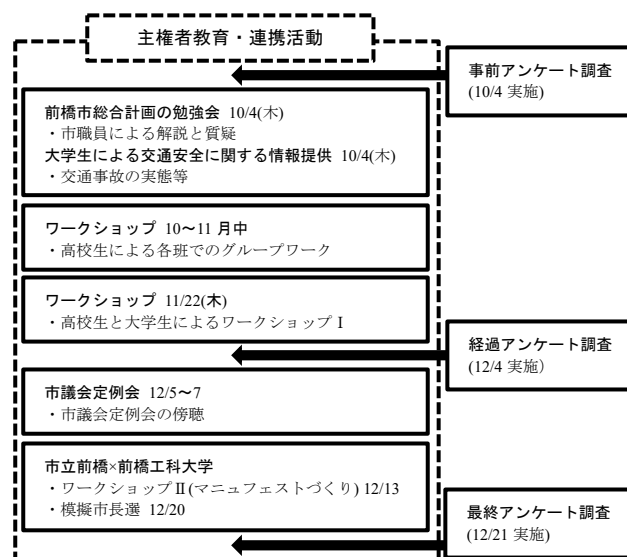 主権者教育・連携活動
事前アンケート調査
(10/4 実施)
前橋市総合計画の勉強会 10/4(木)
・市職員による解説と質疑
大学生による交通安全に関する情報提供 10/4(木)
・交通事故の実態等
ワークショップ 10～11 月中
・高校生による各班でのグループワーク
ワークショップ 11/22(木)
・高校生と大学生によるワークショップⅠ
経過アンケート調査
(12/4 実施）
市議会定例会 12/5～7
・市議会定例会の傍聴
市立前橋×前橋工科大学
・ワークショップⅡ(マニュフェストづくり) 12/13
・模擬市長選 12/20
最終アンケート調査
(12/21 実施)